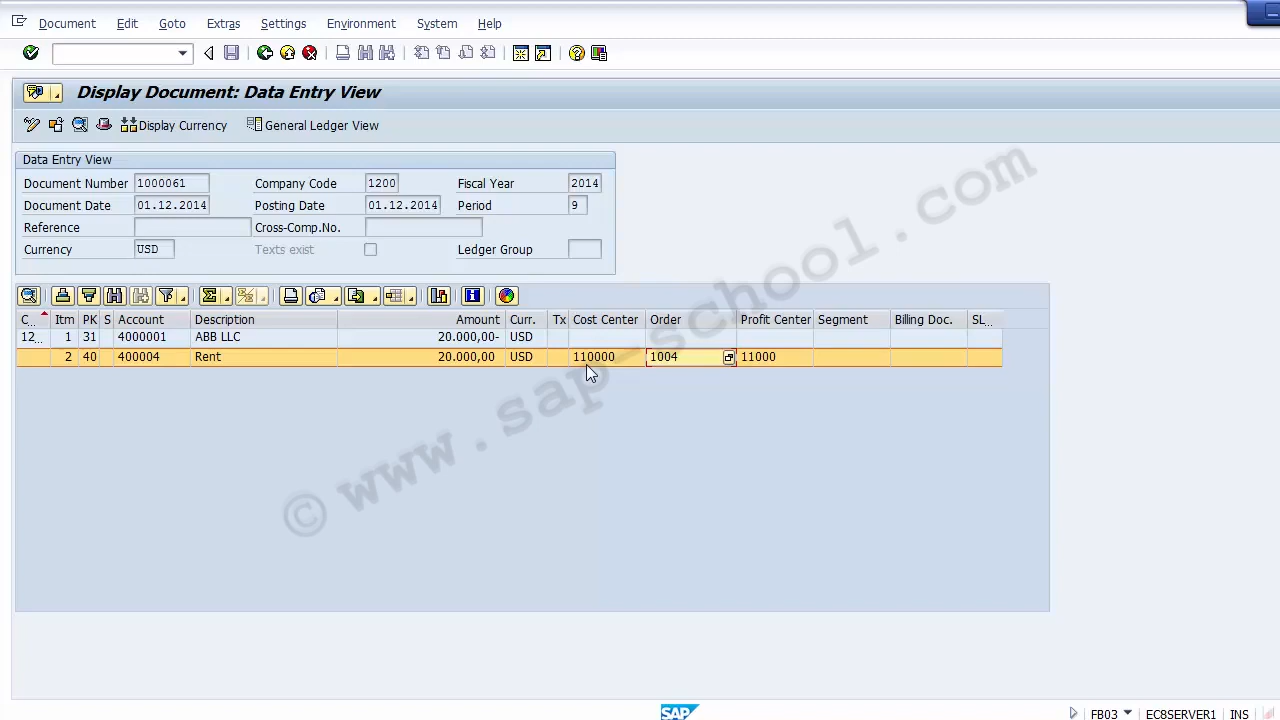 Document Edit Goto Extras Settings Environment System Help
Display Document: Data Entry View
Display Currency General Ledger View
Data Entry View
Document Number 1000061 Company Code 1200 Fiscal Year 2014
Document Date 01.12.2014 Posting Date 01.12.2014 Period 9
Reference Cross-Comp.No.
Currency USD Texts exist Ledger Group
C... Itm PK S Account Description Amount Curr. Tx Cost Center Order Profit Center Segment Billing Doc. SL...
12... 1 31 4000001 ABB LLC 20.000,00- USD
2 40 400004 Rent 20.000,00 USD 110000 1004 11000
© www.sap-school.com
SAP
FB03 EC8SERVER1 INS